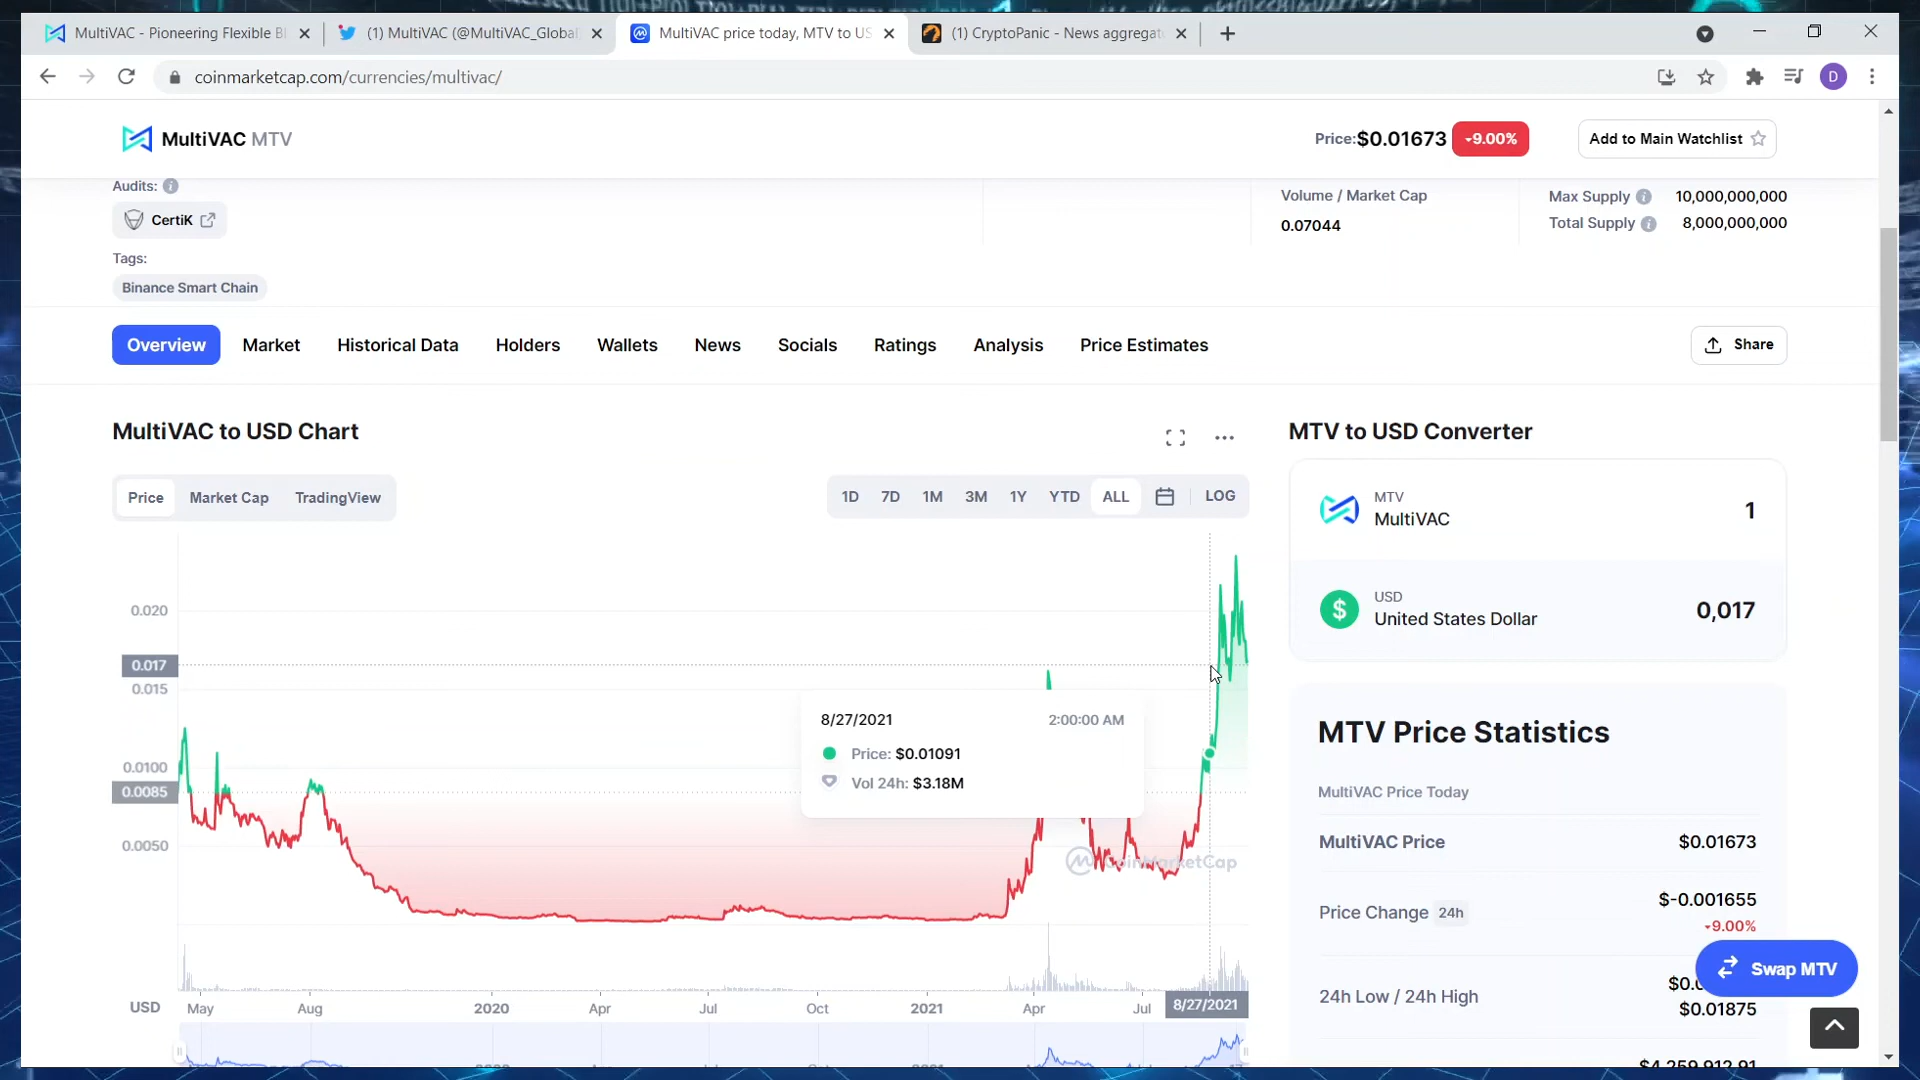 MultiVAC - Pioneering Flexible Bl
(1) MultiVAC (@MultiVAC_Global)
MultiVAC price today, MTV to US
(1) CryptoPanic - News aggregat
coinmarketcap.com/currencies/multivac/
D
MultiVAC MTV
Price:$0.01673
-9.00%
Add to Main Watchlist
Audits:
CertiK
Tags:
Binance Smart Chain
Volume / Market Cap
0.07044
Max Supply 10,000,000,000
Total Supply 8,000,000,000
Overview Market Historical Data Holders Wallets News Socials Ratings Analysis Price Estimates
Share
MultiVAC to USD Chart
Price Market Cap TradingView
1D 7D 1M 3M 1Y YTD ALL LOG
0.020
0.017
0.015
0.0100
0.0085
0.0050
8/27/2021 2:00:00 AM
Price: $0.01091
Vol 24h: $3.18M
CoinMarketCap
USD May Aug 2020 Apr Jul Oct 2021 Apr Jul 8/27/2021
MTV to USD Converter
MTV
MultiVAC
1
USD
United States Dollar
0,017
MTV Price Statistics
MultiVAC Price Today
MultiVAC Price $0.01673
Price Change 24h
$-0.001655
-9.00%
24h Low / 24h High
$0.01875
Swap MTV